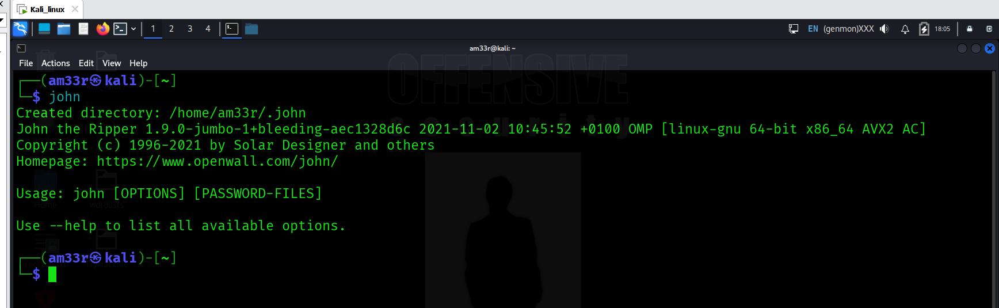 Kali_linux
1 2 3 4
EN (genmon)XXX 18:05
am33r@kali: ~
File Actions Edit View Help
OFFENSIVE
security
(am33r㉿kali)-[~]
$ john
Created directory: /home/am33r/.john
John the Ripper 1.9.0-jumbo-1+bleeding-aec1328d6c 2021-11-02 10:45:52 +0100 OMP [linux-gnu 64-bit x86_64 AVX2 AC]
Copyright (c) 1996-2021 by Solar Designer and others
Homepage: https://www.openwall.com/john/
Usage: john [OPTIONS] [PASSWORD-FILES]
Home wordlists
Use --help to list all available options.
(am33r㉿kali)-[~]
$